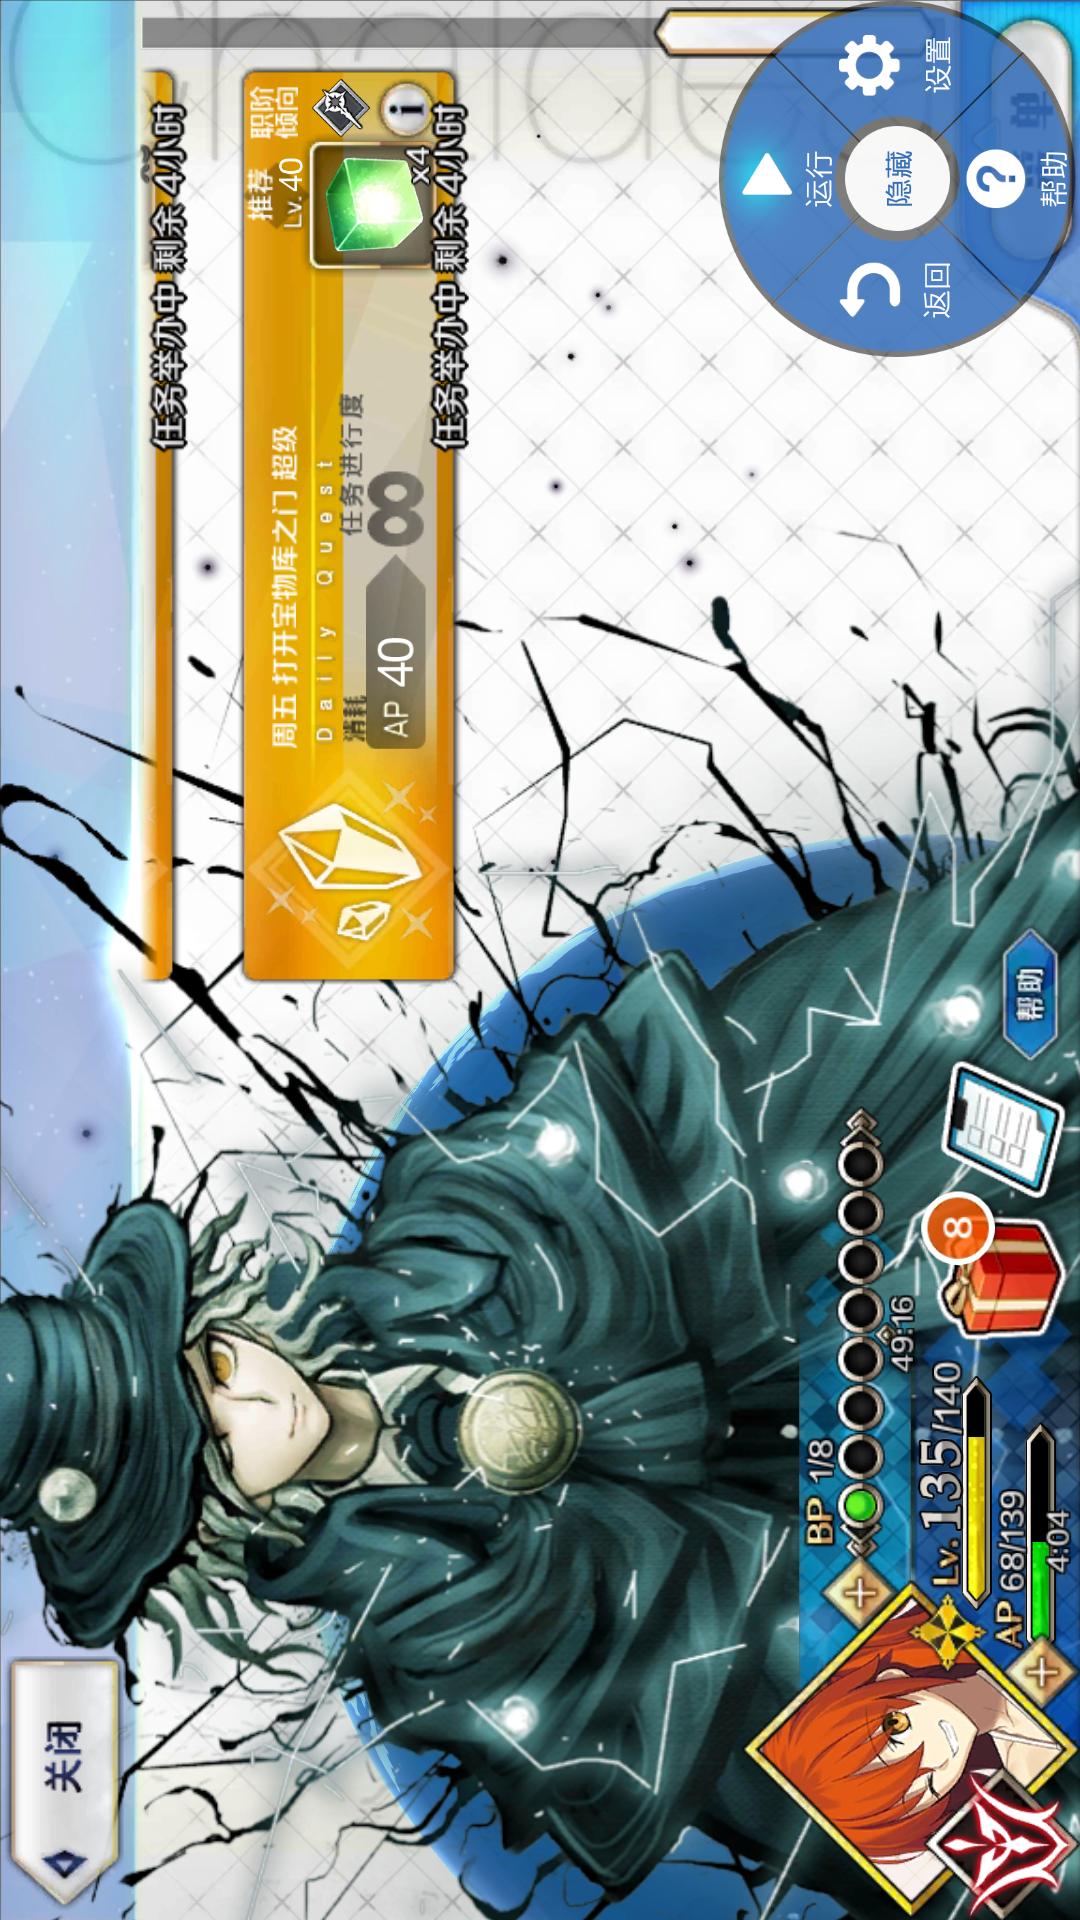 关闭
任务举办中 剩余 4小时
周五 打开宝物库之门 超级
Daily Quest
消耗
AP 40
任务进行度
∞
推荐
Lv. 40
职阶
倾向
x4
任务举办中 剩余 4小时
运行
设置
隐藏
返回
帮助
帮助
8
BP 1/8
49:16
Lv. 135/140
AP 68/139
4:04